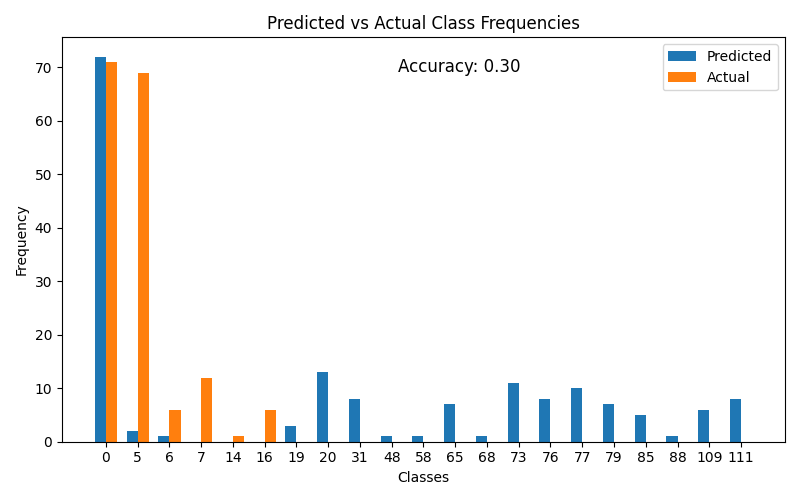 Predicted vs Actual Class Frequencies
Accuracy: 0.30
Predicted
Actual
Frequency
70
60
50
40
30
20
10
0
0 5 6 7 14 16 19 20 31 48 58 65 68 73 76 77 79 85 88 109 111
Classes